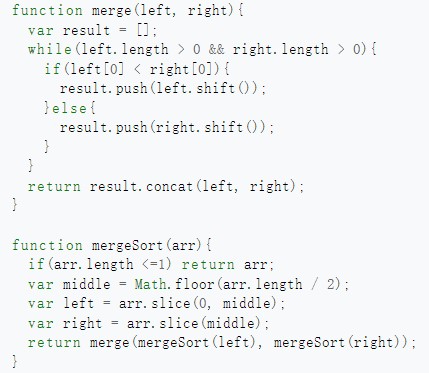 function merge(left, right){
  var result = [];
  while(left.length > 0 && right.length > 0){
    if(left[0] < right[0]){
      result.push(left.shift());
    }else{
      result.push(right.shift());
    }
  }
  return result.concat(left, right);
}

function mergeSort(arr){
  if(arr.length <=1) return arr;
  var middle = Math.floor(arr.length / 2);
  var left = arr.slice(0, middle);
  var right = arr.slice(middle);
  return merge(mergeSort(left), mergeSort(right));
}